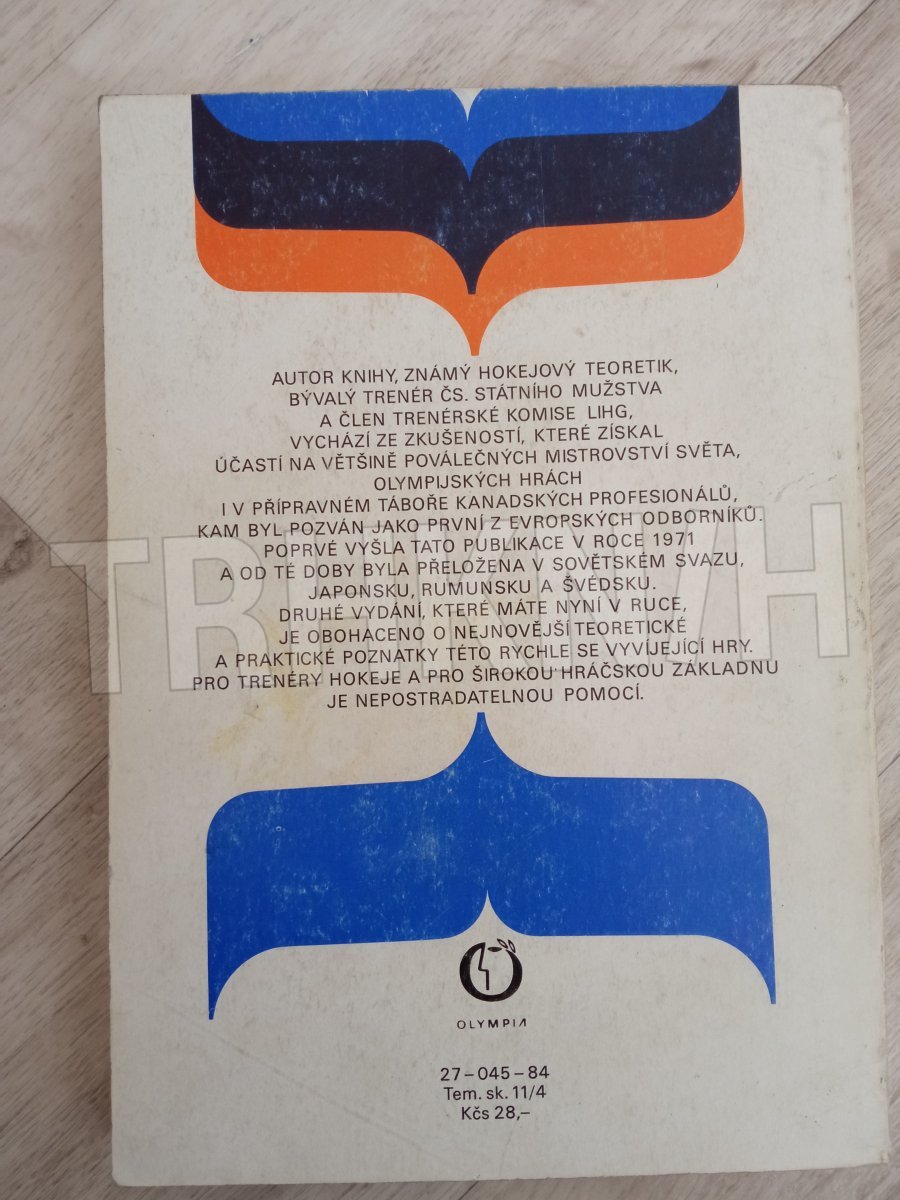 AUTOR KNIHY, ZNÁMÝ HOKEJOVÝ TEORETIK,
BÝVALÝ TRENÉR ČS. STÁTNÍHO MUŽSTVA
A ČLEN TRENÉRSKÉ KOMISE LIHG,
VYCHÁZÍ ZE ZKUŠENOSTÍ, KTERÉ ZÍSKAL
ÚČASTÍ NA VĚTŠINĚ POVÁLEČNÝCH MISTROVSTVÍ SVĚTA,
OLYMPIJSKÝCH HRÁCH
I V PŘÍPRAVNÉM TÁBOŘE KANADSKÝCH PROFESIONÁLŮ,
KAM BYL POZVÁN JAKO PRVNÍ Z EVROPSKÝCH ODBORNÍKŮ.
POPRVÉ VYŠLA TATO PUBLIKACE V ROCE 1971
A OD TÉ DOBY BYLA PŘELOŽENA V SOVĚTSKÉM SVAZU,
JAPONSKU, RUMUNSKU A ŠVÉDSKU.
DRUHÉ VYDÁNÍ, KTERÉ MÁTE NYNÍ V RUCE,
JE OBOHACENO O NEJNOVĚJŠÍ TEORETICKÉ
A PRAKTICKÉ POZNATKY TÉTO RYCHLE SE VYVÍJEJÍCÍ HRY.
PRO TRENÉRY HOKEJE A PRO ŠIROKOU HRÁČSKOU ZÁKLADNU
JE NEPOSTRADATELNOU POMOCÍ.
TRHKNIH
OLYMPIA
27–045–84
Tem. sk. 11/4
Kčs 28,–